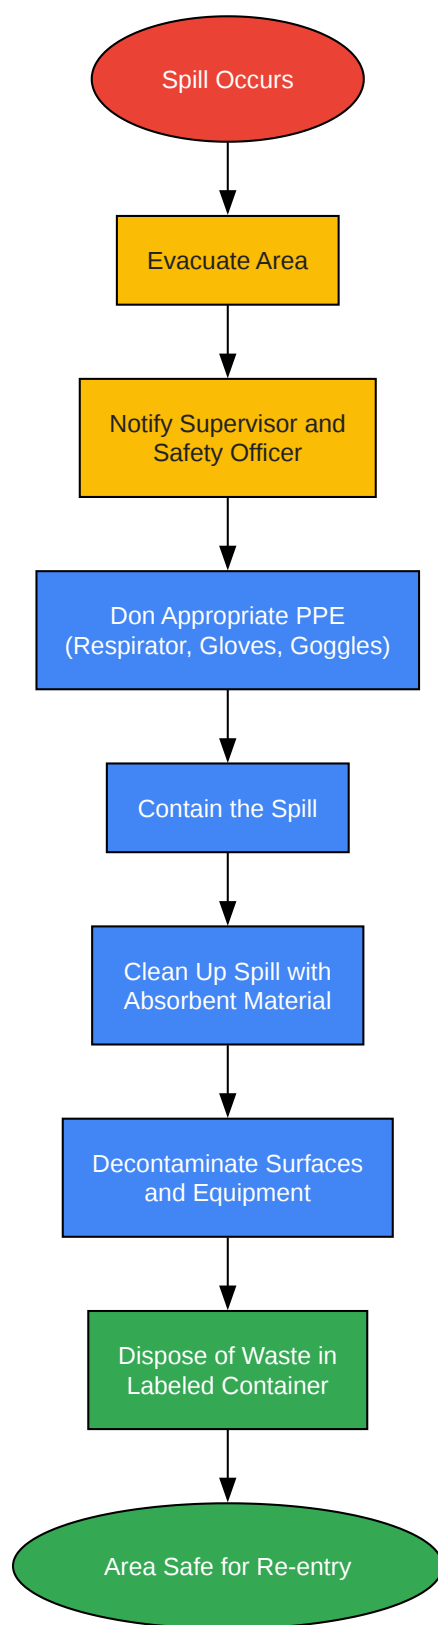 Spill Occurs
Evacuate Area
Notify Supervisor and
Safety Officer
Don Appropriate PPE
(Respirator, Gloves, Goggles)
Contain the Spill
Clean Up Spill with
Absorbent Material
Decontaminate Surfaces
and Equipment
Dispose of Waste in
Labeled Container
Area Safe for Re-entry